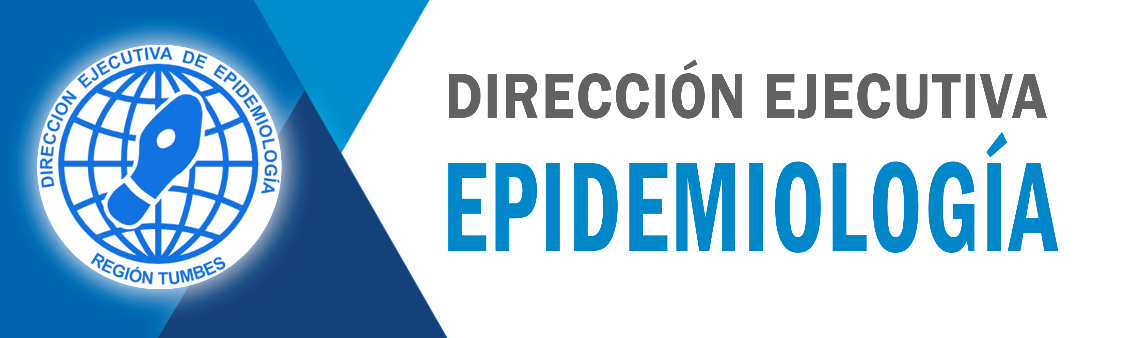 DIRECCION EJECUTIVA DE EPIDEMIOLOGÍA
REGIÓN TUMBES
DIRECCIÓN EJECUTIVA
EPIDEMIOLOGÍA